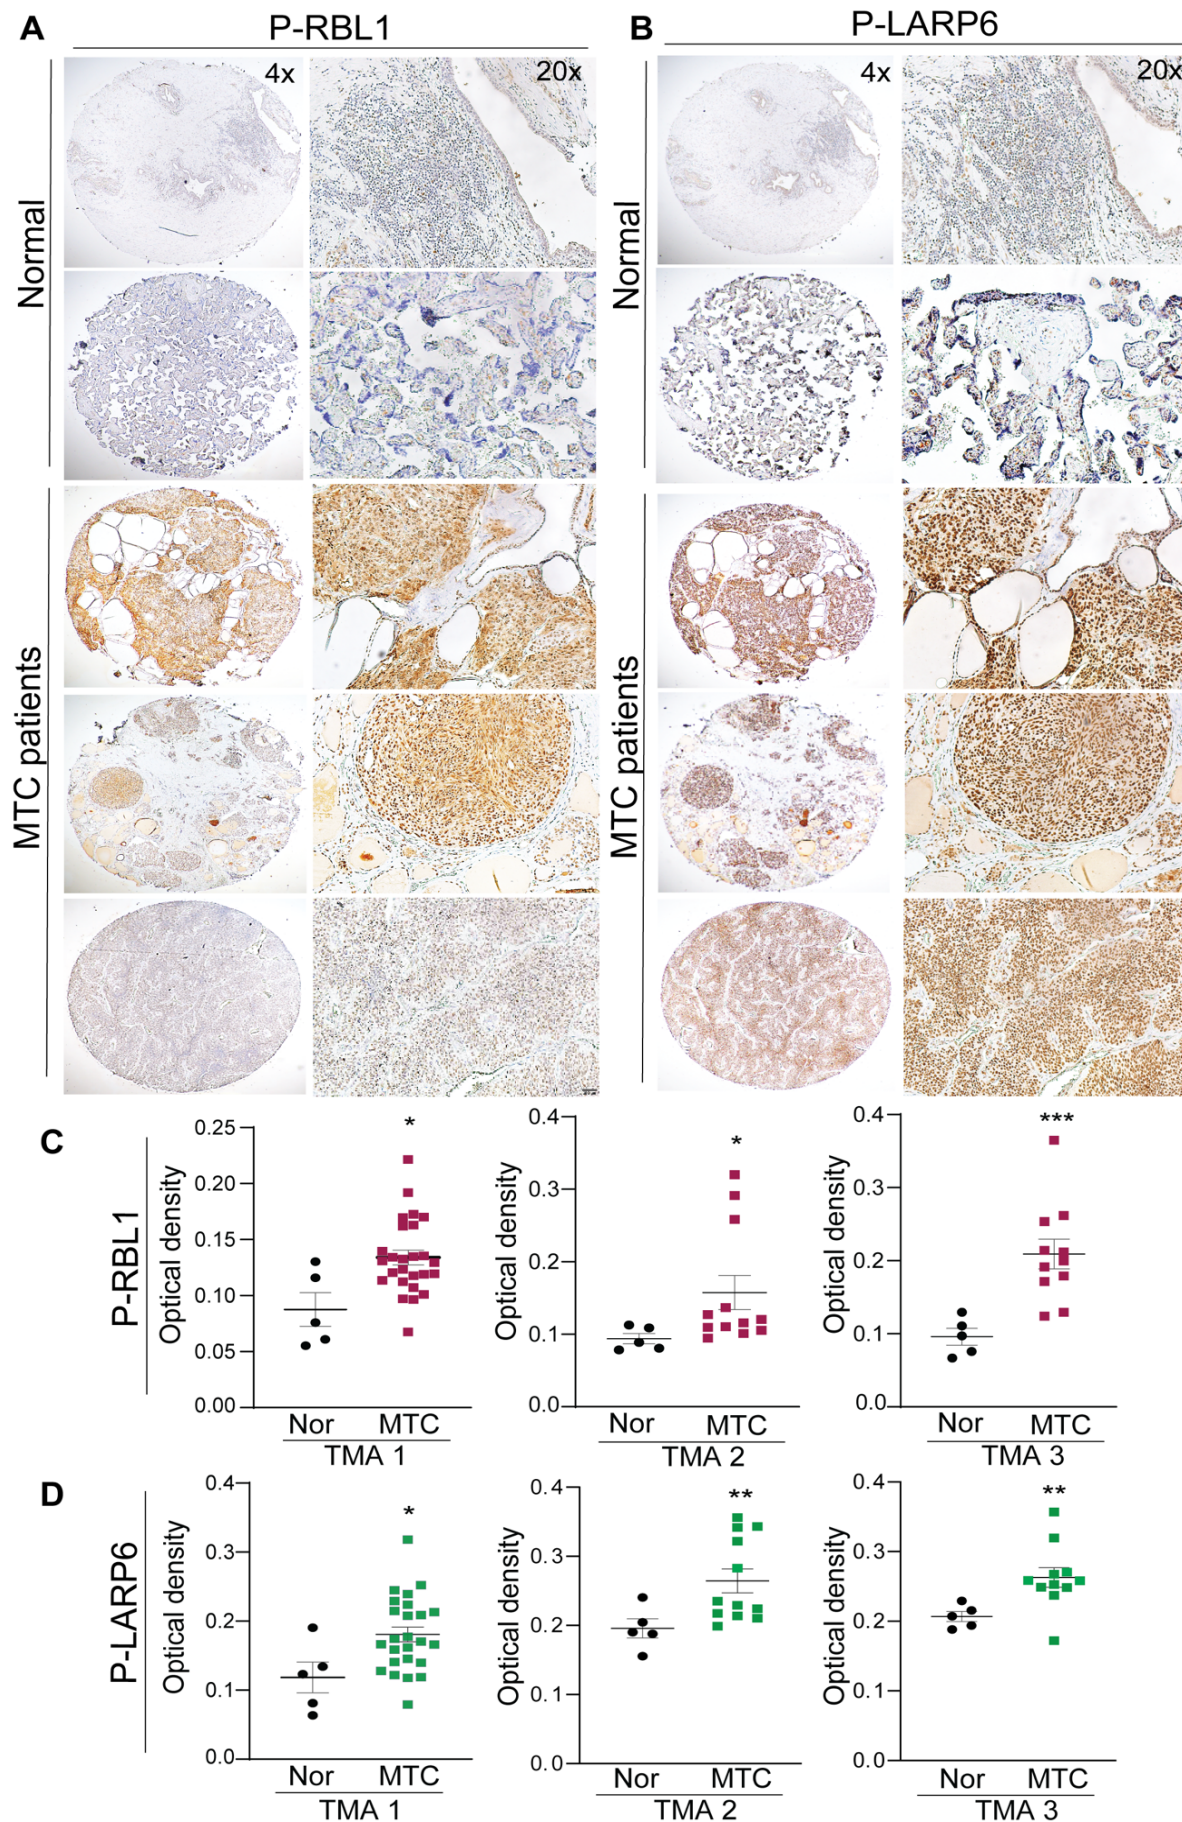 A P-RBL1 B P-LARP6
4x 20x 4x 20x
Normal Normal
MTC patients MTC patients
C
P-RBL1
Optical density
0.25
0.20
0.15
0.10
0.05
0.00
*
Nor MTC
TMA 1
Optical density
0.4
0.3
0.2
0.1
0.0
*
Nor MTC
TMA 2
Optical density
0.4
0.3
0.2
0.1
0.0
***
Nor MTC
TMA 3
D
P-LARP6
Optical density
0.4
0.3
0.2
0.1
0.0
*
Nor MTC
TMA 1
Optical density
0.4
0.3
0.2
0.1
0.0
**
Nor MTC
TMA 2
Optical density
0.4
0.3
0.2
0.1
0.0
**
Nor MTC
TMA 3